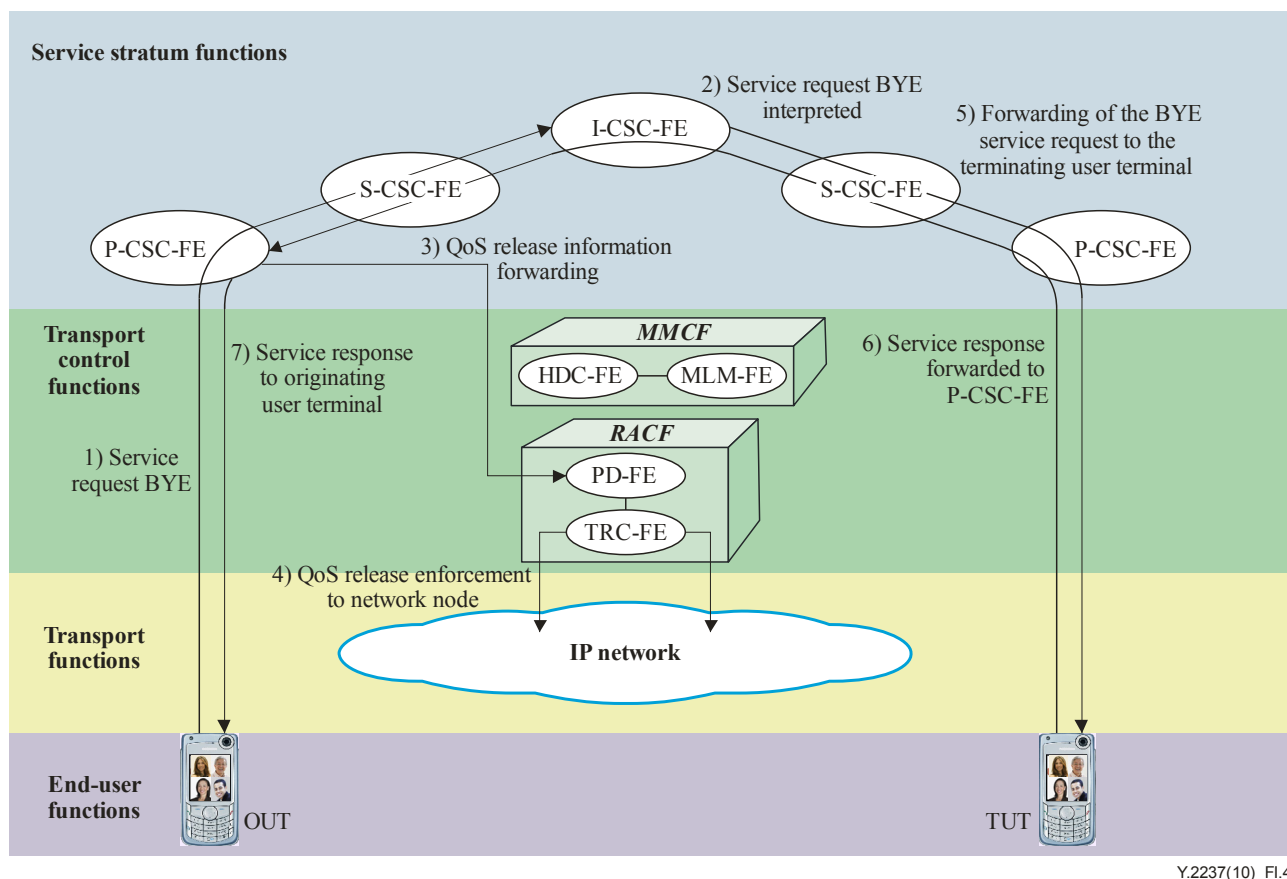 Service stratum functions
2) Service request BYE
interpreted
I-CSC-FE
5) Forwarding of the BYE
service request to the
terminating user terminal
S-CSC-FE
S-CSC-FE
P-CSC-FE
3) QoS release information
forwarding
P-CSC-FE
Transport
control
functions
7) Service response
to originating
user terminal
MMCF
HDC-FE
MLM-FE
6) Service response
forwarded to
P-CSC-FE
RACF
1) Service
request BYE
PD-FE
TRC-FE
4) QoS release enforcement
to network node
Transport
functions
IP network
End-user
functions
OUT
TUT